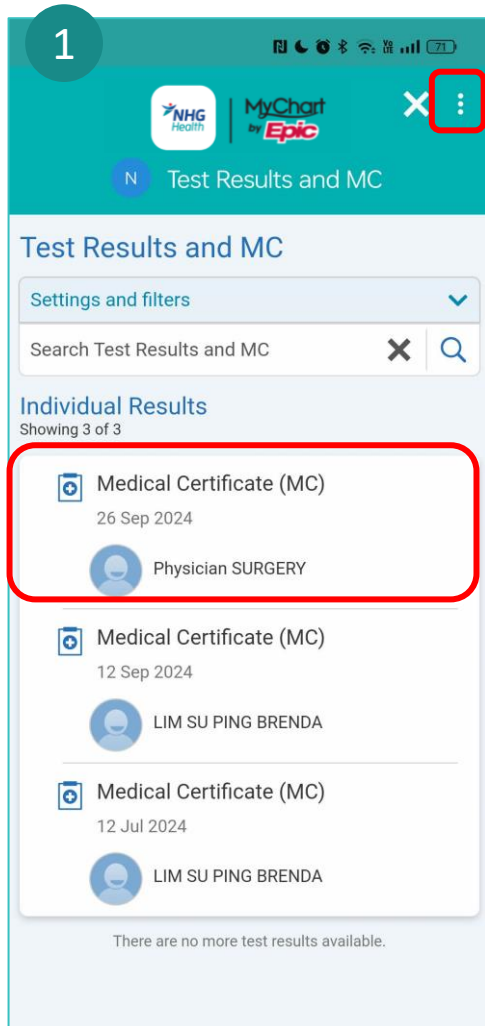 1
71
NHG
Health
MyChart
by Epic
N Test Results and MC
Test Results and MC
Settings and filters
Search Test Results and MC
Individual Results
Showing 3 of 3
Medical Certificate (MC)
26 Sep 2024
Physician SURGERY
Medical Certificate (MC)
12 Sep 2024
LIM SU PING BRENDA
Medical Certificate (MC)
12 Jul 2024
LIM SU PING BRENDA
There are no more test results available.